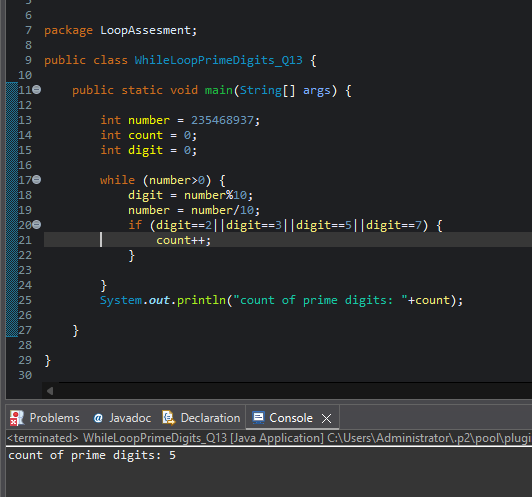 6
7 package LoopAssesment;
8
9 public class WhileLoopPrimeDigits_Q13 {
10
11 public static void main(String[] args) {
12
13 int number = 235468937;
14 int count = 0;
15 int digit = 0;
16
17 while (number>0) {
18 digit = number%10;
19 number = number/10;
20 if (digit==2||digit==3||digit==5||digit==7) {
21 count++;
22 }
23
24 }
25 System.out.println("count of prime digits: "+count);
26
27 }
28
29 }
30
Problems @ Javadoc Declaration Console
<terminated> WhileLoopPrimeDigits_Q13 [Java Application] C:\Users\Administrator\.p2\pool\plugi
count of prime digits: 5